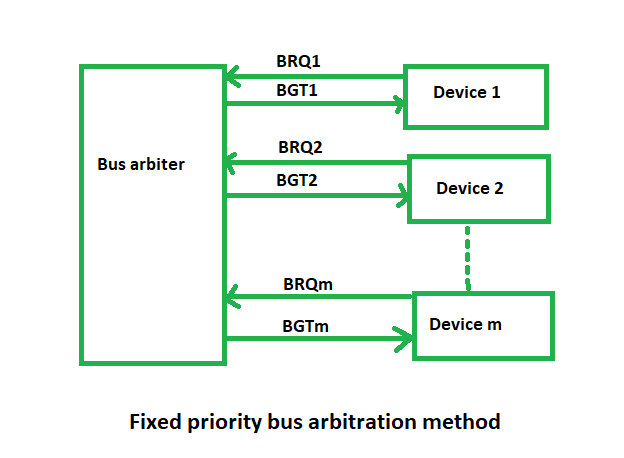 BRQ1
BGT1
Device 1
Bus arbiter
BRQ2
BGT2
Device 2
BRQm
BGTm
Device m
Fixed priority bus arbitration method